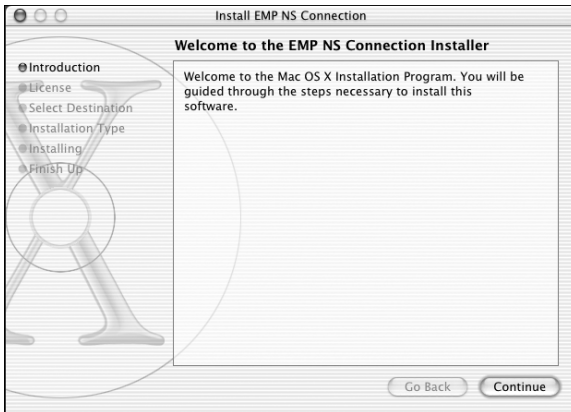 Install EMP NS Connection
Welcome to the EMP NS Connection Installer
Introduction
License
Select Destination
Installation Type
Installing
Finish Up
Welcome to the Mac OS X Installation Program. You will be
guided through the steps necessary to install this
software.
Go Back
Continue